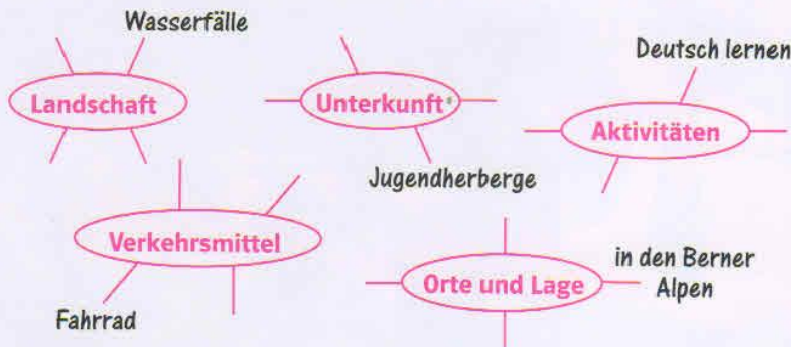 Wasserfälle
Landschaft
Unterkunft*
Deutsch lernen
Aktivitäten
Jugendherberge
Verkehrsmittel
Fahrrad
Orte und Lage
in den Berner
Alpen